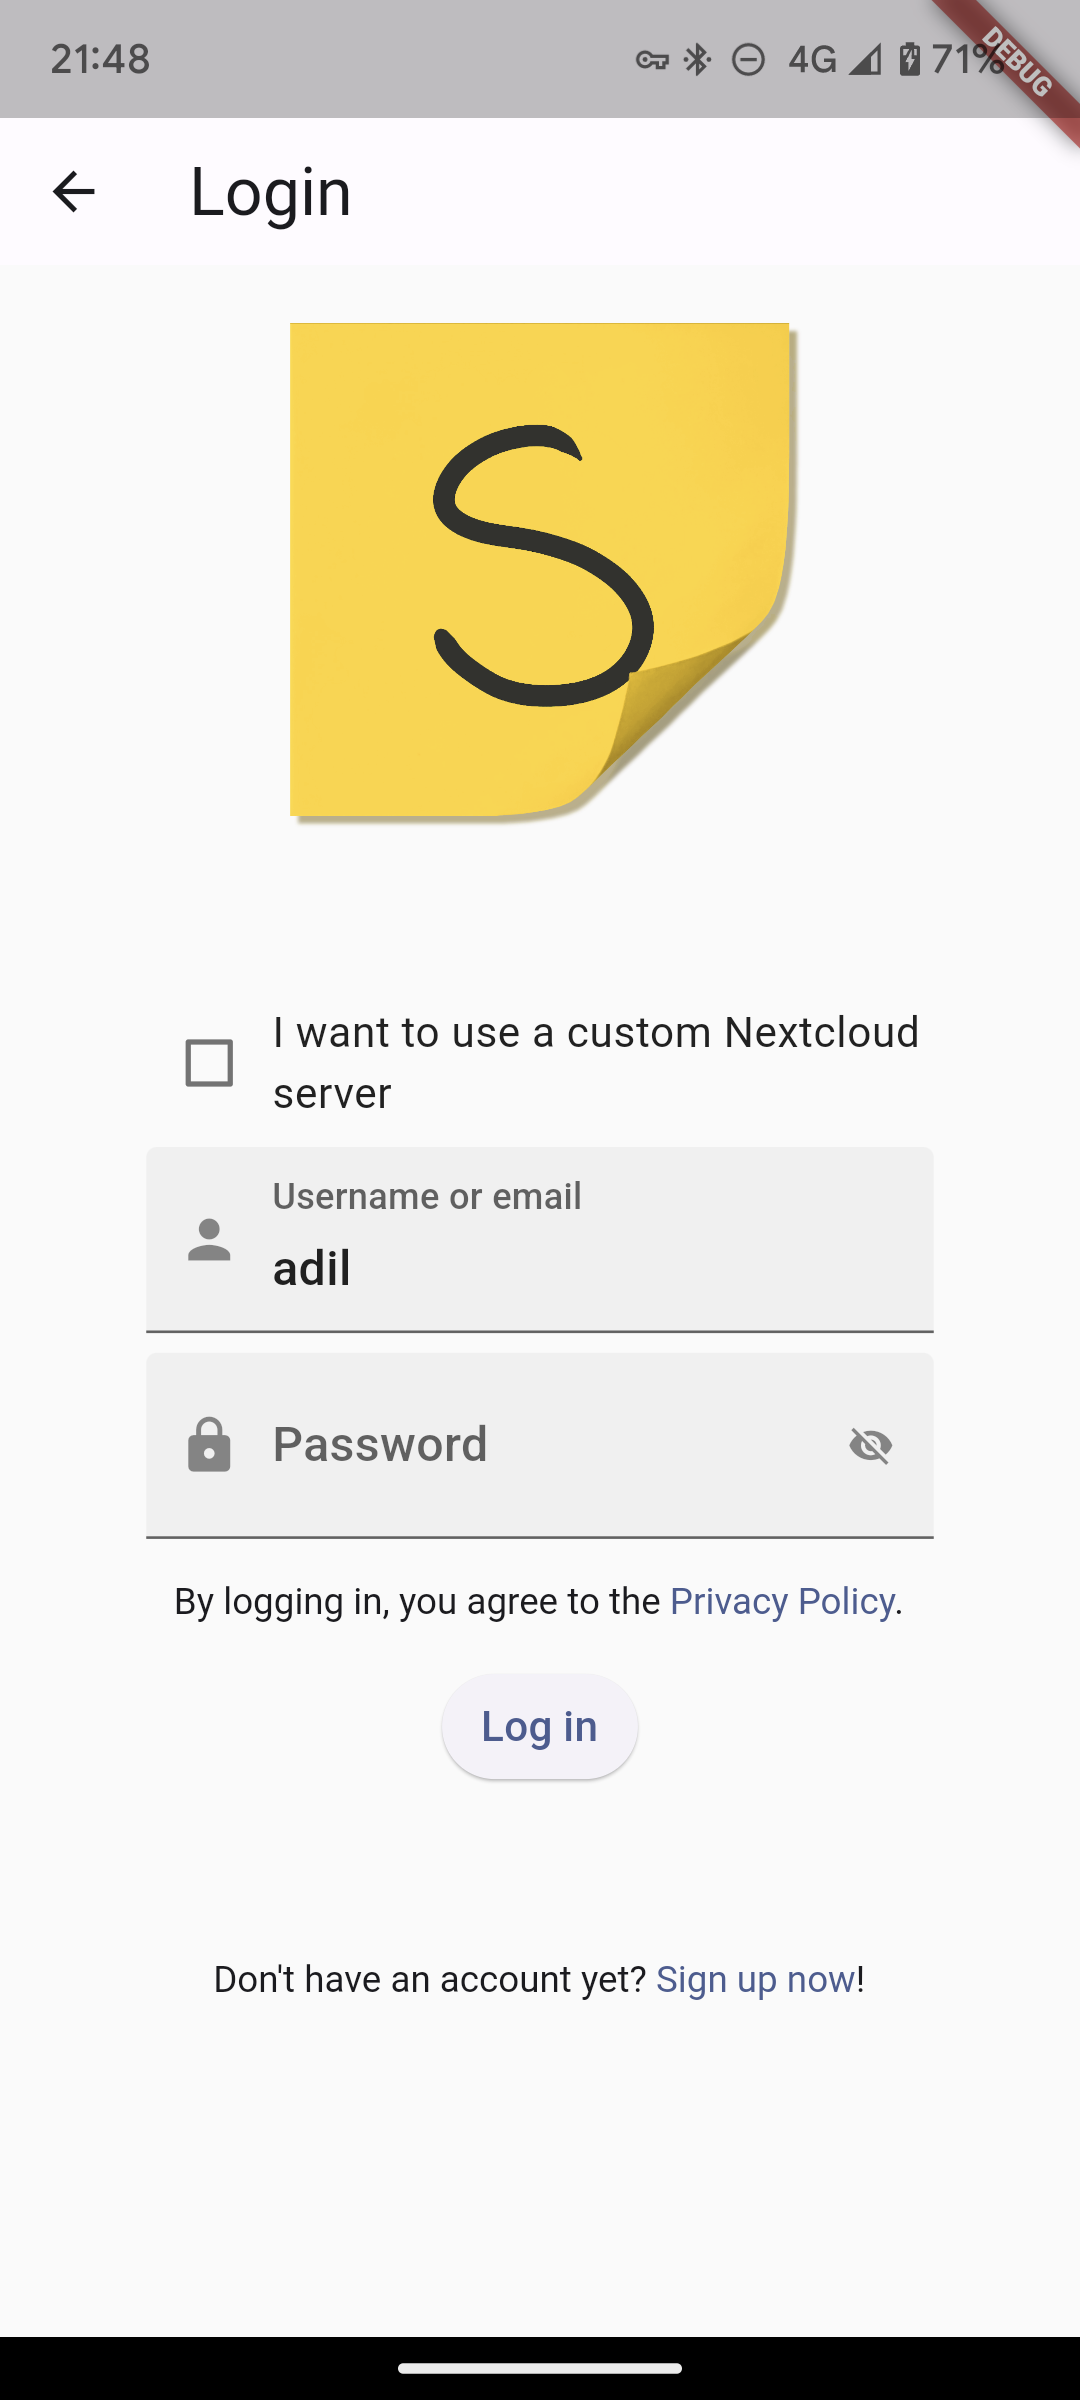 21:48 4G 71%
DEBUG
Login
S
I want to use a custom Nextcloud
server
Username or email
adil
Password
By logging in, you agree to the Privacy Policy.
Log in
Don't have an account yet? Sign up now!